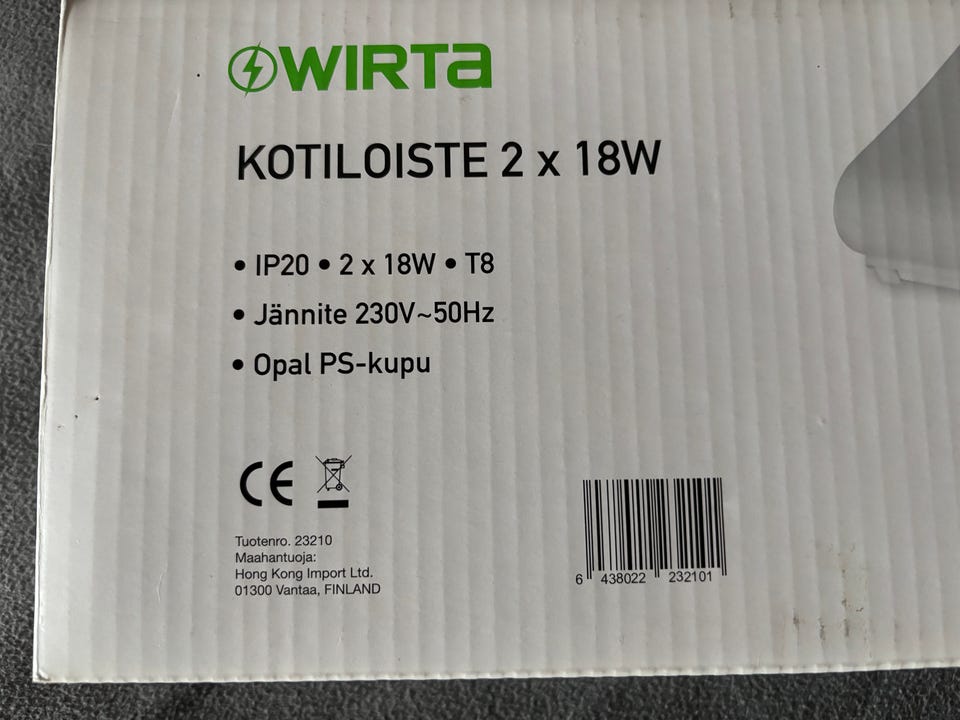 WIRTa
KOTILOISTE 2 x 18W
• IP20 • 2 x 18W • T8
• Jännite 230V~50Hz
• Opal PS-kupu
CE
Tuotenro. 23210
Maahantuoja:
Hong Kong Import Ltd.
01300 Vantaa, FINLAND
6 438022 232101